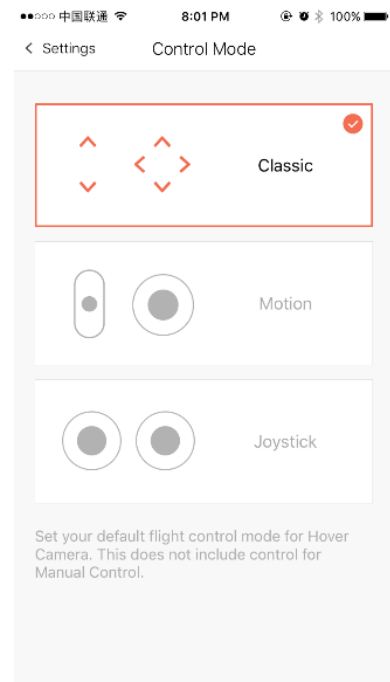 中国联通 8:01 PM 100%
Settings Control Mode
Classic
Motion
Joystick
Set your default flight control mode for Hover
Camera. This does not include control for
Manual Control.